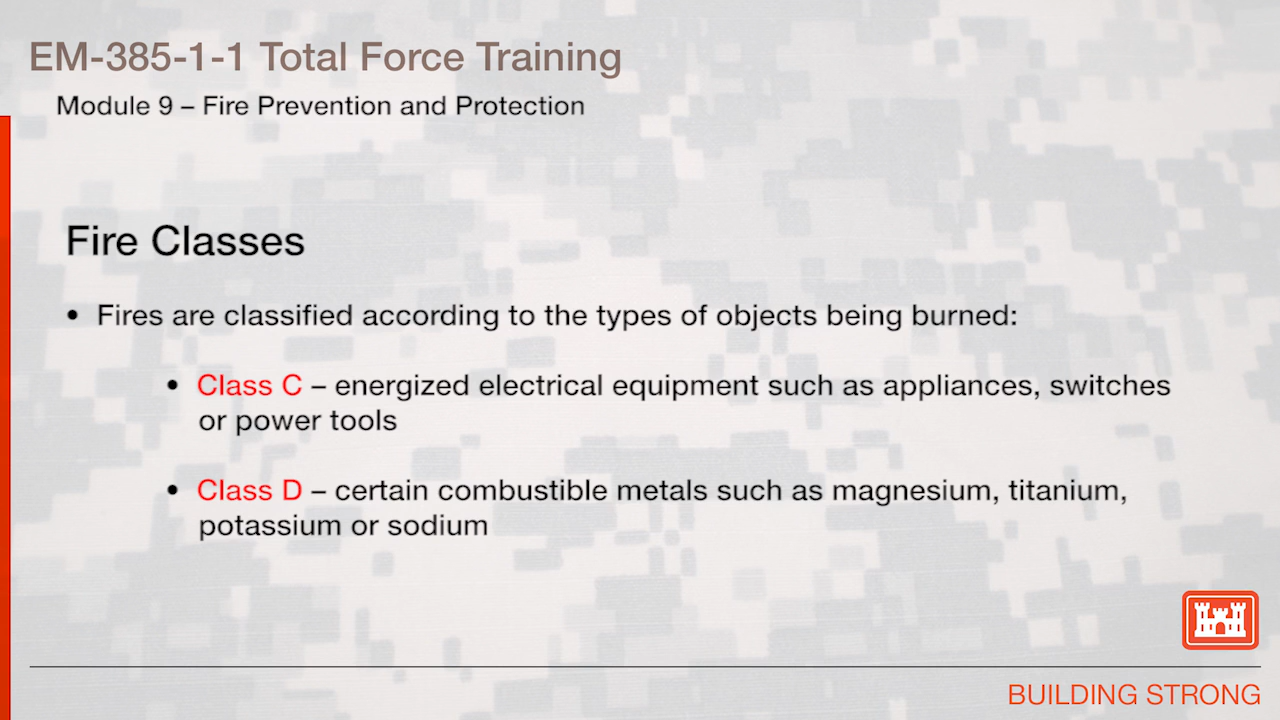 EM-385-1-1 Total Force Training
Module 9 – Fire Prevention and Protection
Fire Classes
• Fires are classified according to the types of objects being burned:
• Class C – energized electrical equipment such as appliances, switches
or power tools
• Class D – certain combustible metals such as magnesium, titanium,
potassium or sodium
BUILDING STRONG